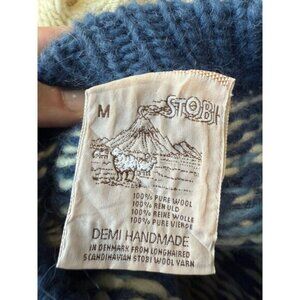 M
STOBI
100% PURE WOOL
100% REN ULD
100% REINE WOLLE
100% PURE VIERGE
DEMI HANDMADE
IN DENMARK FROM LONGHAIRED
SCANDINAVIAN STOBI WOOL YARN